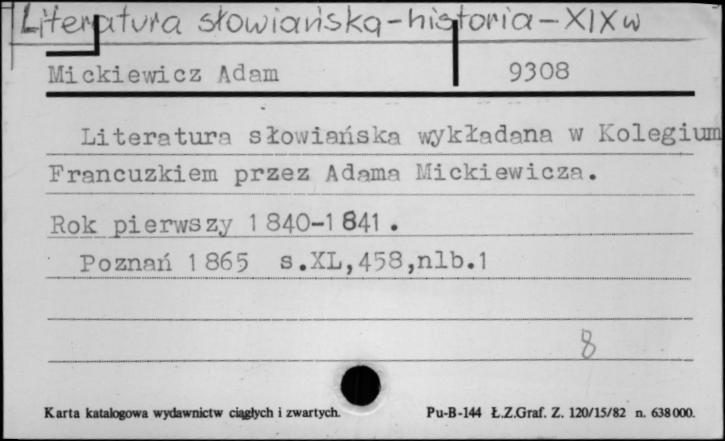 Literatura słowiańska-historia-XIXw
Mickiewicz Adam 9308
Literatura słowiańska wykładana w Kolegium
Francuzkiem przez Adama Mickiewicza.
Rok pierwszy 1840-1841.
Poznań 1865 s.XL,458,nlb.1
8
Karta katalogowa wydawnictw ciągłych i zwartych. Pu-B-144 Ł.Z.Graf. Z. 120/15/82 n. 638000.